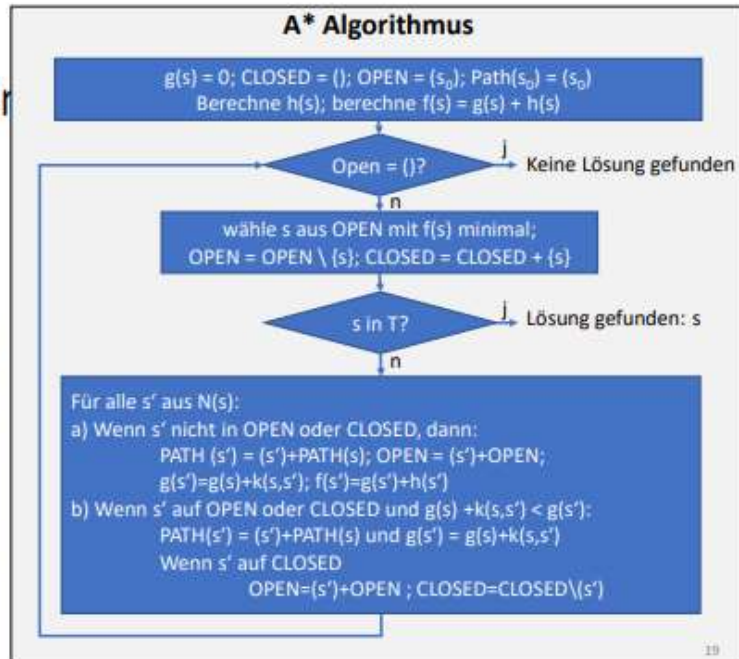 A* Algorithmus
g(s) = 0; CLOSED = (); OPEN = (s₀); Path(s₀) = (s₀)
Berechne h(s); berechne f(s) = g(s) + h(s)
Open = ()?
j
Keine Lösung gefunden
n
wähle s aus OPEN mit f(s) minimal;
OPEN = OPEN \ {s}; CLOSED = CLOSED + {s}
s in T?
j
Lösung gefunden: s
n
Für alle s' aus N(s):
a) Wenn s' nicht in OPEN oder CLOSED, dann:
PATH (s') = (s')+PATH(s); OPEN = (s')+OPEN;
g(s')=g(s)+k(s,s'); f(s')=g(s')+h(s')
b) Wenn s' auf OPEN oder CLOSED und g(s) +k(s,s') < g(s'):
PATH(s') = (s')+PATH(s) und g(s') = g(s)+k(s,s')
Wenn s' auf CLOSED
OPEN=(s')+OPEN ; CLOSED=CLOSED\(s')
19